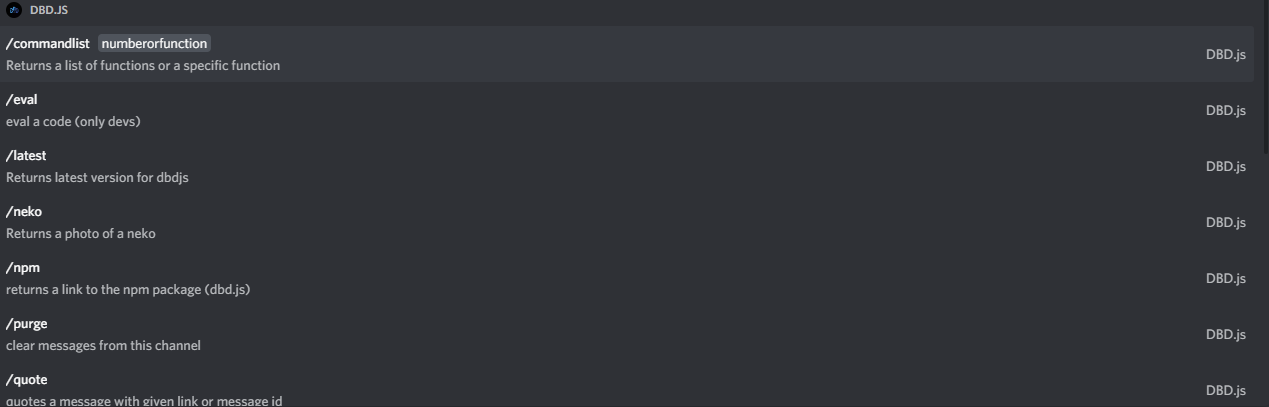 DBD.JS
/commandlist numberorfunction
Returns a list of functions or a specific function
DBD.js
/eval
eval a code (only devs)
DBD.js
/latest
Returns latest version for dbdjs
DBD.js
/neko
Returns a photo of a neko
DBD.js
/npm
returns a link to the npm package (dbd.js)
DBD.js
/purge
clear messages from this channel
DBD.js
/quote
quotes a message with given link or message id
DBD.js